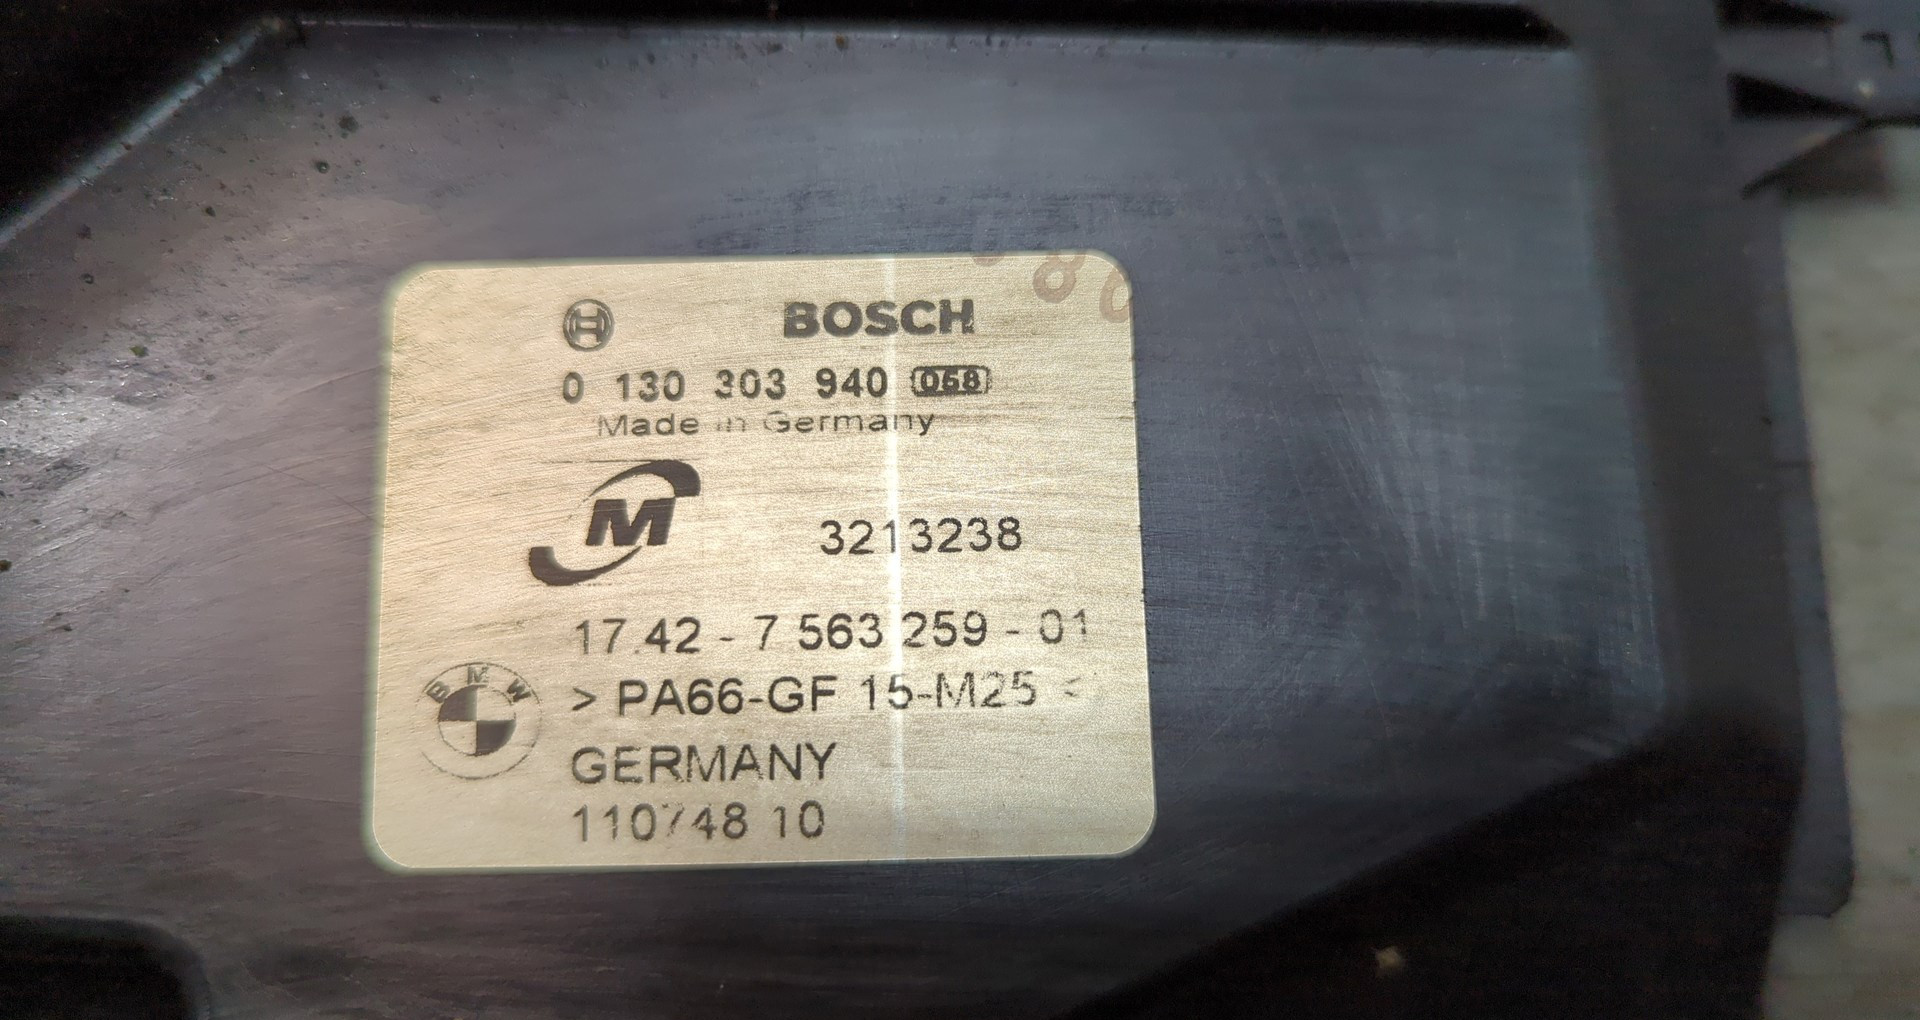 BOSCH
0 130 303 940 058
Made in Germany
M
3213238
17.42 - 7 563 259 - 01
BMW
> PA66-GF 15-M25 <
GERMANY
110748 10